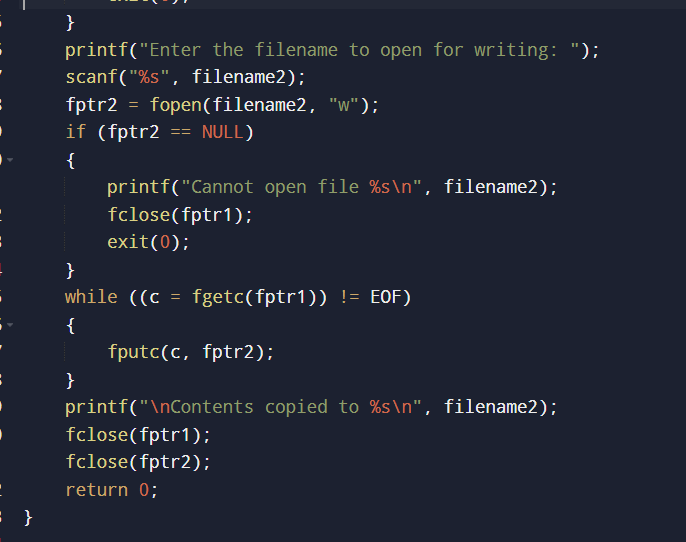 }
printf("Enter the filename to open for writing: ");
scanf("%s", filename2);
fptr2 = fopen(filename2, "w");
if (fptr2 == NULL)
{
printf("Cannot open file %s\n", filename2);
fclose(fptr1);
exit(0);
}
while ((c = fgetc(fptr1)) != EOF)
{
fputc(c, fptr2);
}
printf("\nContents copied to %s\n", filename2);
fclose(fptr1);
fclose(fptr2);
return 0;
}